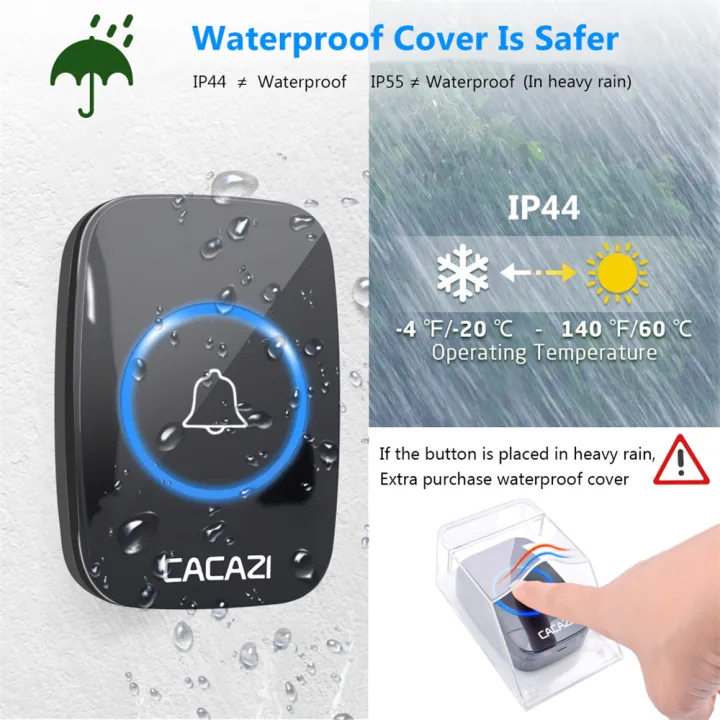 Waterproof Cover Is Safer
IP44 ≠ Waterproof IP55 ≠ Waterproof (In heavy rain)
IP44
-4 ℉/-20 ℃ - 140 ℉/60 ℃
Operating Temperature
If the button is placed in heavy rain,
Extra purchase waterproof cover
CACAZI
CACAZI